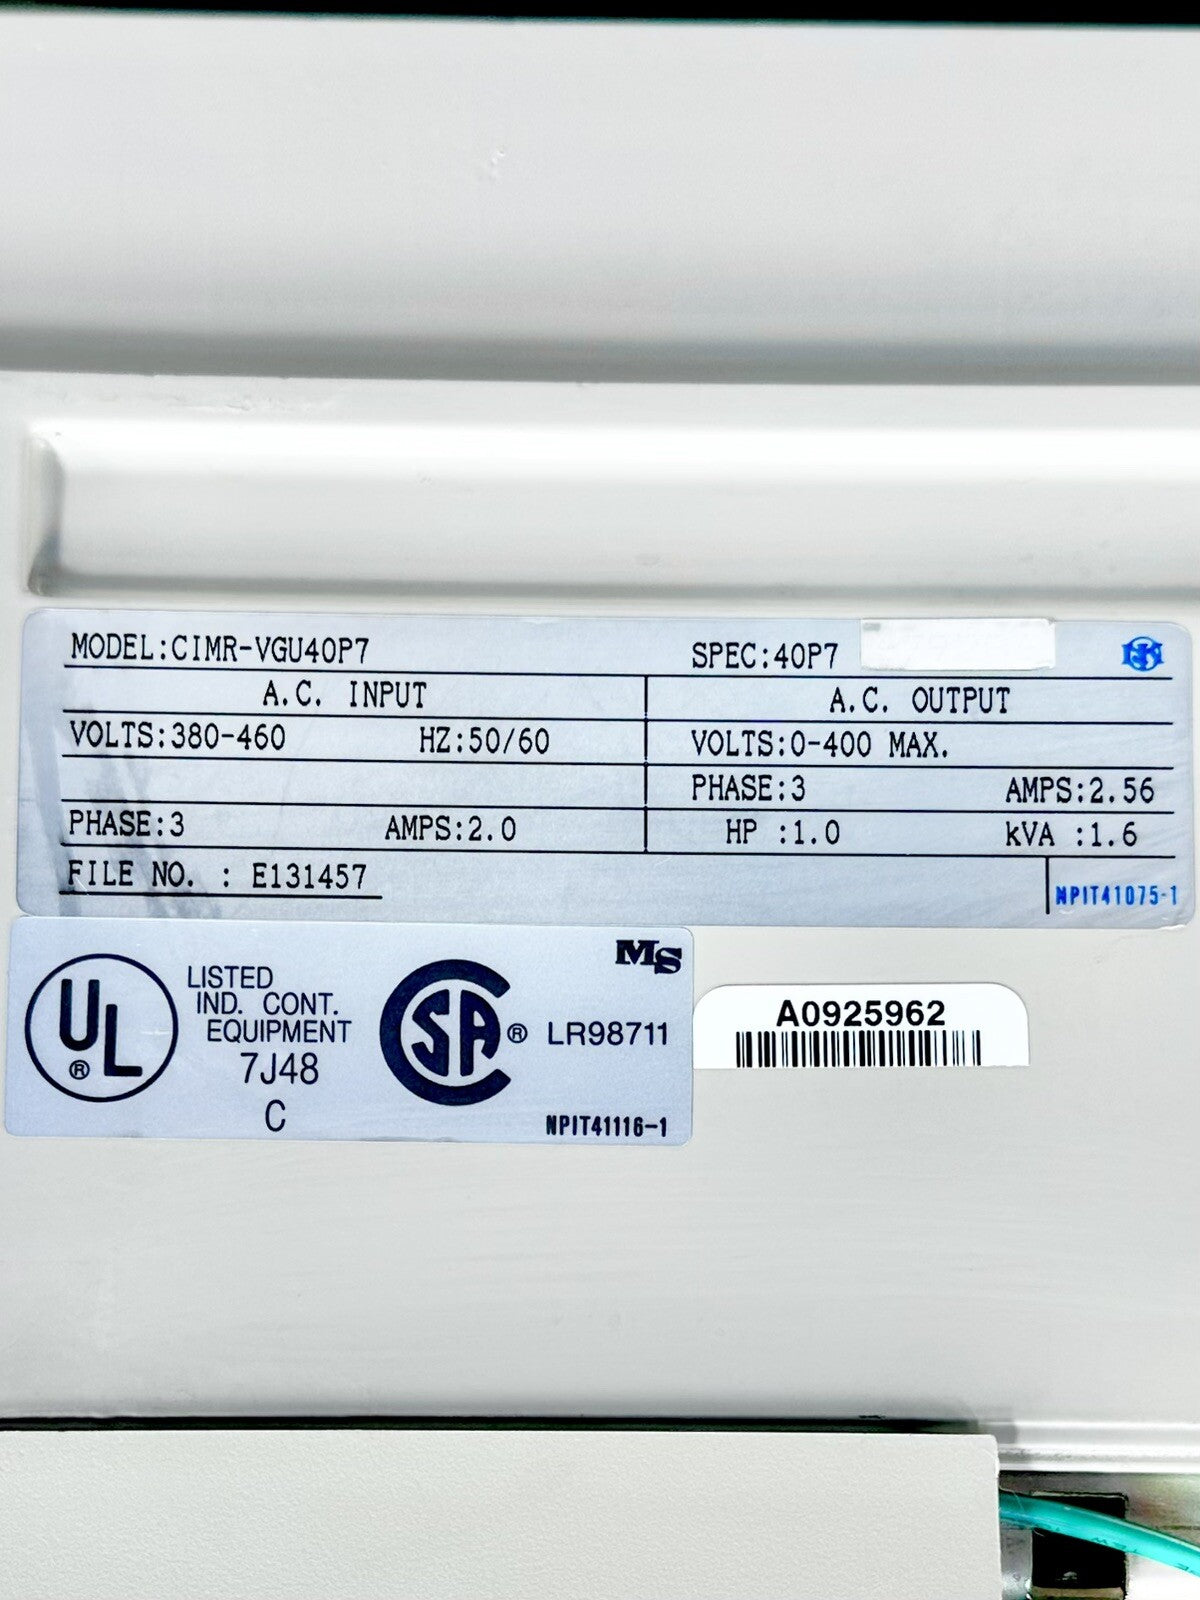 MODEL:CIMR-VGU40P7 SPEC:40P7
A.C. INPUT A.C. OUTPUT
VOLTS:380-460 HZ:50/60 VOLTS:0-400 MAX.
PHASE:3 AMPS:2.56
PHASE:3 AMPS:2.0 HP :1.0 kVA :1.6
FILE NO. : E131457 NPIT41075-1
MS
UL ®
LISTED
IND. CONT.
EQUIPMENT
7J48
C
CSA ® LR98711
NPIT41116-1
A0925962